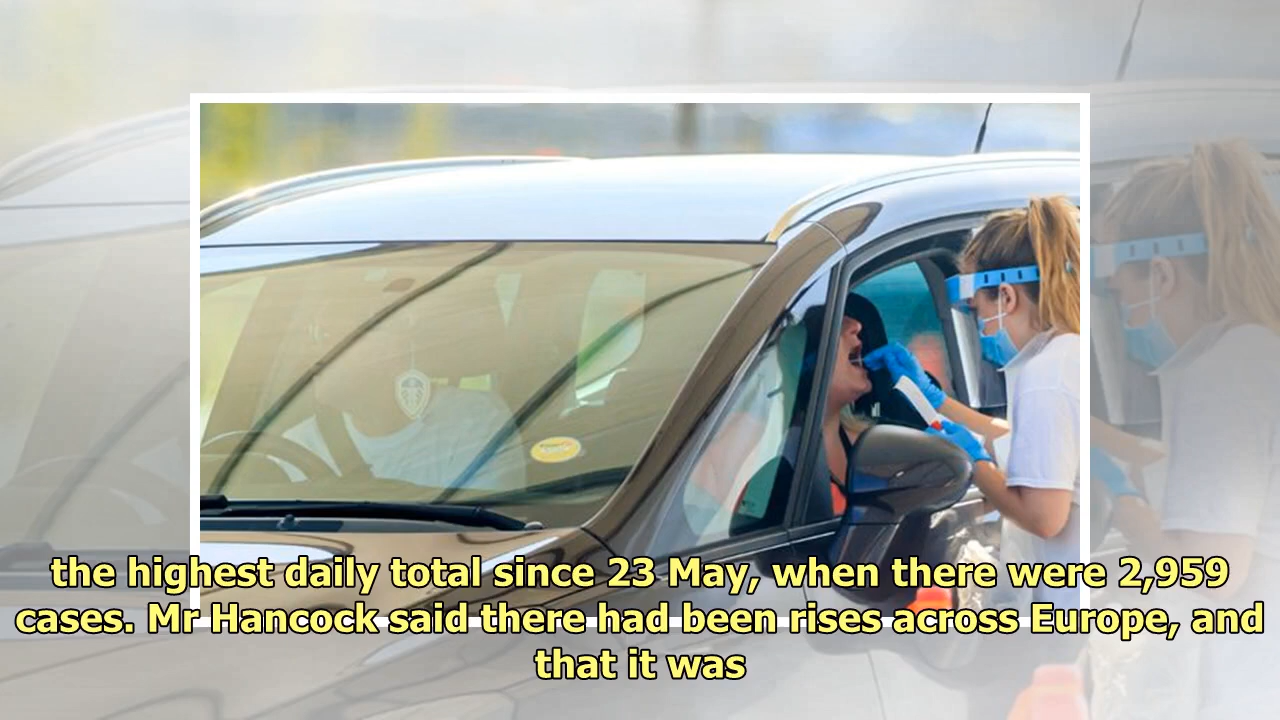 the highest daily total since 23 May, when there were 2,959
cases. Mr Hancock said there had been rises across Europe, and
that it was